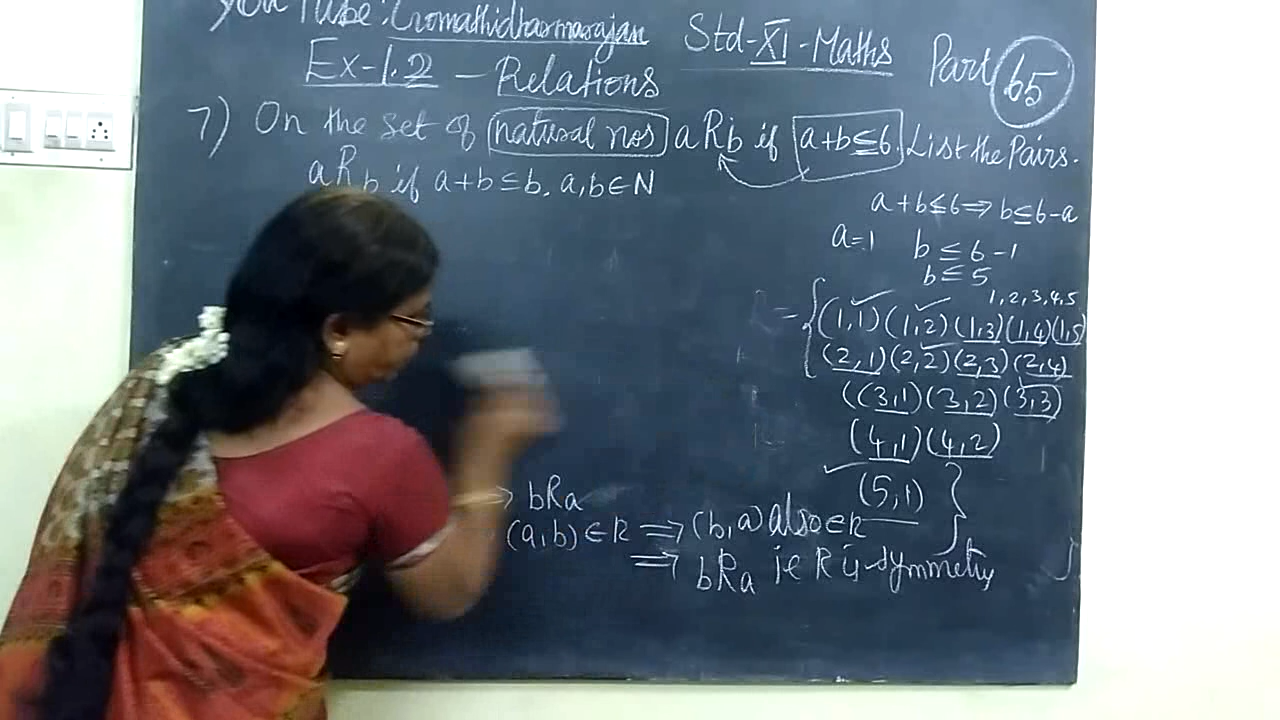 YouTube: Gomathidharmarajan Std-XI-Maths Part 65
Ex-1.2 - Relations
7) On the set of natural nos aRb if a+b≤6. List the Pairs.
aRb if a+b≤b. a,b∈N
a+b≤6⇒b≤6-a
a=1 b≤6-1
b≤5
1,2,3,4,5
R={(1,1)(1,2)(1,3)(1,4)(1,5)
(2,1)(2,2)(2,3)(2,4)
((3,1)(3,2)(3,3)
(4,1)(4,2)
(5,1)}
⇒ bRa
(a,b)∈R ⇒(b,a) also∈R
⇒ bRa ie R is symmetry